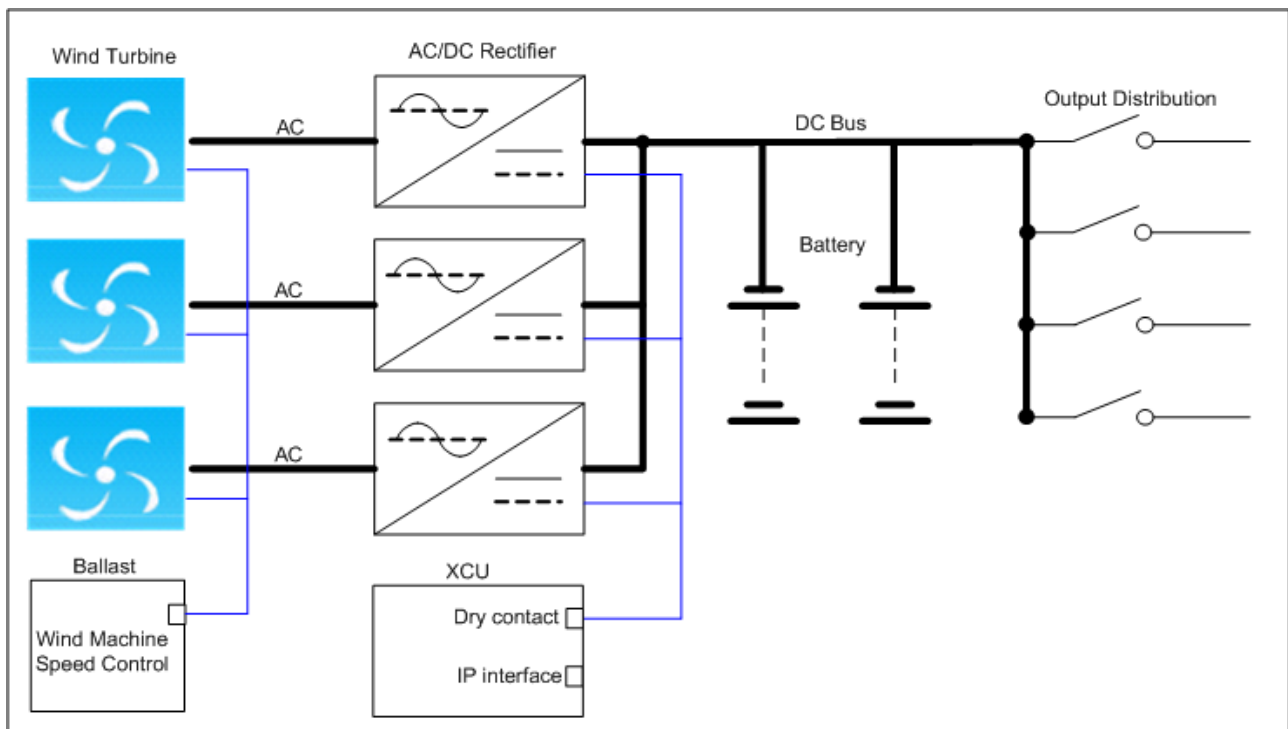 Wind Turbine
AC/DC Rectifier
Output Distribution
AC
DC Bus
Battery
AC
AC
Ballast
XCU
Wind Machine
Speed Control
Dry contact
IP interface